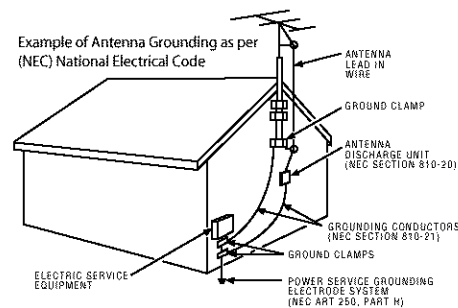 Example of Antenna Grounding as per
(NEC) National Electrical Code
ANTENNA
LEAD IN
WIRE
GROUND CLAMP
ANTENNA
DISCHARGE UNIT
(NEC SECTION 810-20)
GROUNDING CONDUCTORS
(NEC SECTION 810-21)
GROUND CLAMPS
ELECTRIC SERVICE
EQUIPMENT
POWER SERVICE GROUNDING
ELECTRODE SYSTEM
(NEC ART 250, PART H)